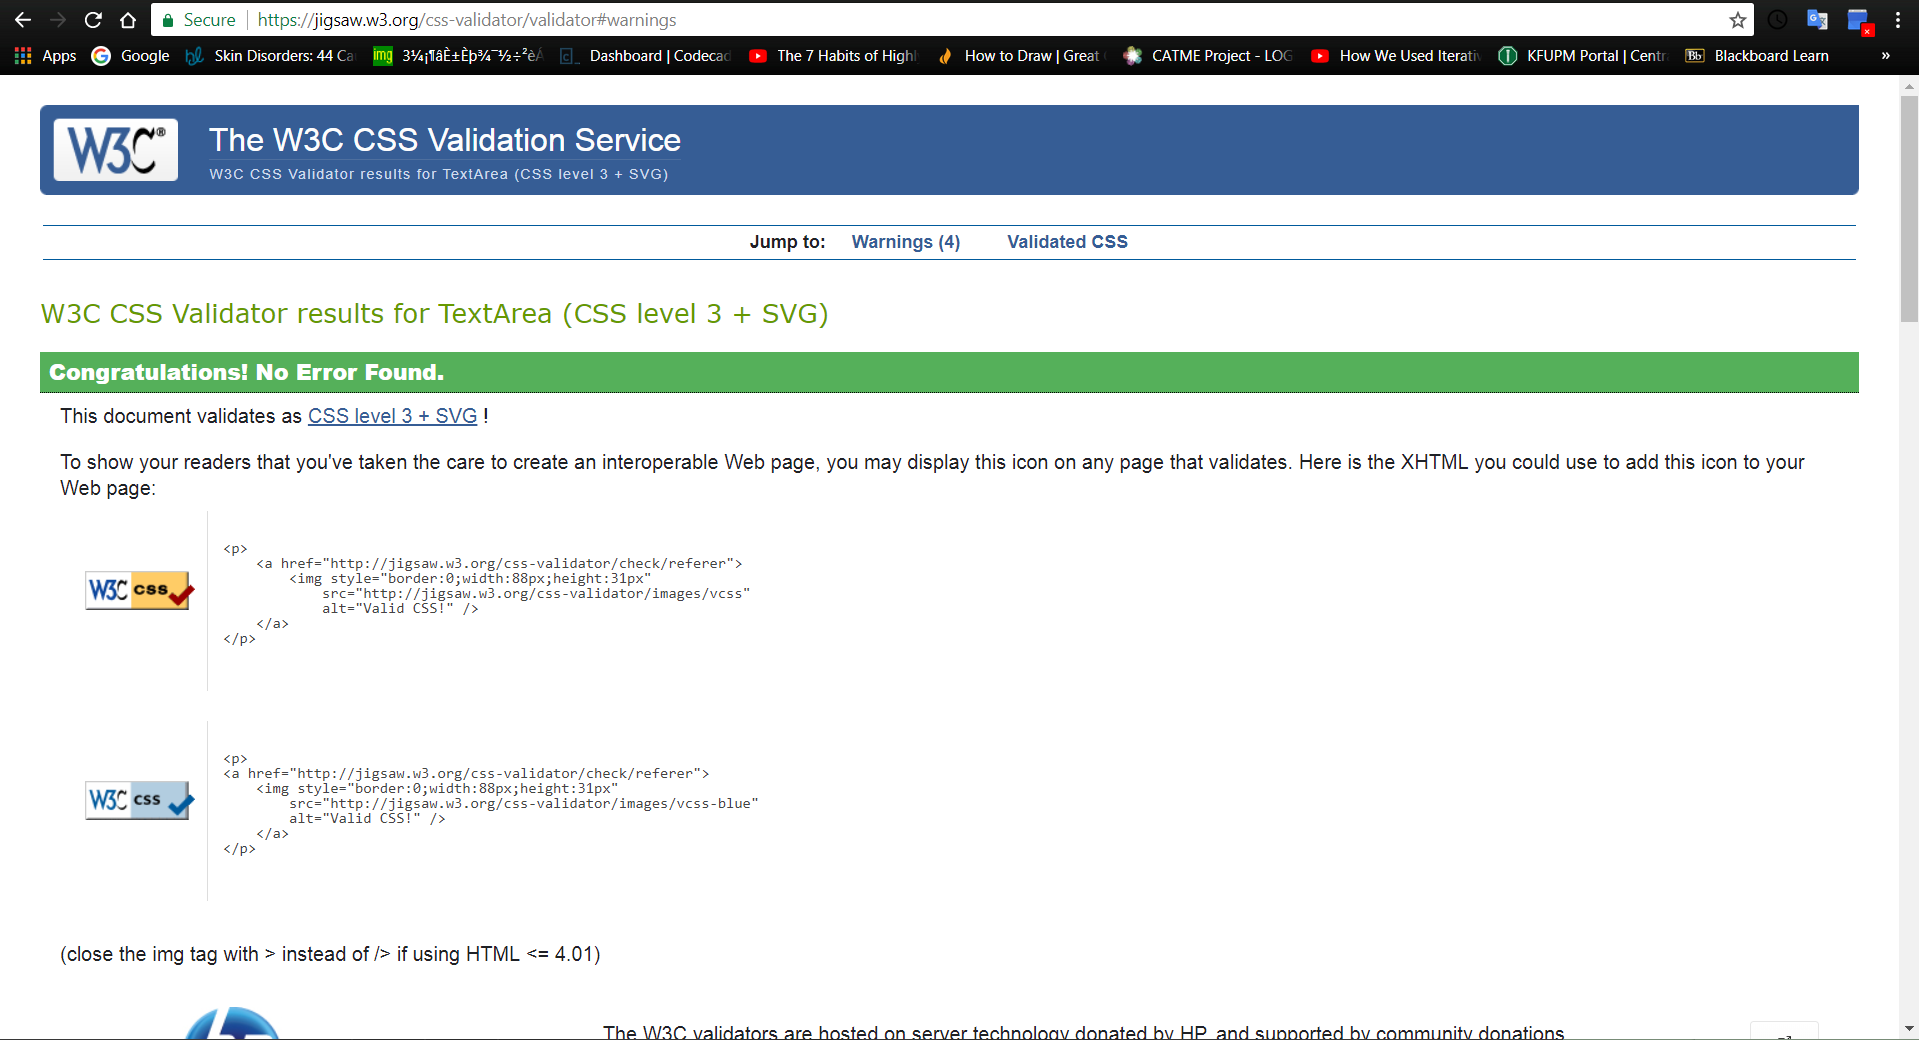 Secure https://jigsaw.w3.org/css-validator/validator#warnings
Apps Google Skin Disorders: 44 Ca img 3¼¡¶âÈ±Èþ¾¯½÷²è Dashboard | Codecad The 7 Habits of Highl How to Draw | Great CATME Project - LOG How We Used Iterativ KFUPM Portal | Centr Bb Blackboard Learn »
W3C®
The W3C CSS Validation Service
W3C CSS Validator results for TextArea (CSS level 3 + SVG)
Jump to: Warnings (4) Validated CSS
W3C CSS Validator results for TextArea (CSS level 3 + SVG)
Congratulations! No Error Found.
This document validates as CSS level 3 + SVG !
To show your readers that you've taken the care to create an interoperable Web page, you may display this icon on any page that validates. Here is the XHTML you could use to add this icon to your
Web page:
<p>
<a href="http://jigsaw.w3.org/css-validator/check/referer">
<img style="border:0;width:88px;height:31px"
W3C css
src="http://jigsaw.w3.org/css-validator/images/vcss"
alt="Valid CSS!" />
</a>
</p>
<p>
<a href="http://jigsaw.w3.org/css-validator/check/referer">
<img style="border:0;width:88px;height:31px"
W3C css
src="http://jigsaw.w3.org/css-validator/images/vcss-blue"
alt="Valid CSS!" />
</a>
</p>
(close the img tag with > instead of /> if using HTML <= 4.01)
The W3C validators are hosted on server technology donated by HP, and supported by community donations